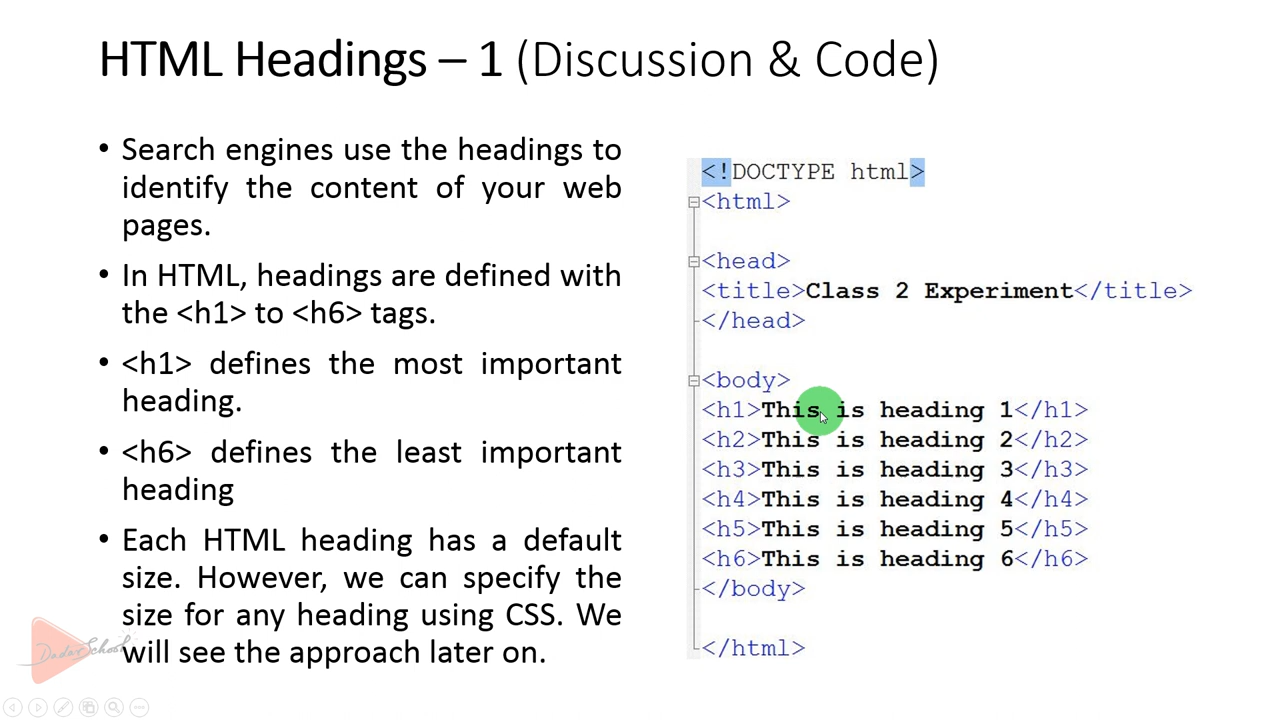 HTML Headings – 1 (Discussion & Code)
• Search engines use the headings to
identify the content of your web
pages.
• In HTML, headings are defined with
the <h1> to <h6> tags.
• <h1> defines the most important
heading.
• <h6> defines the least important
heading
• Each HTML heading has a default
size. However, we can specify the
size for any heading using CSS. We
will see the approach later on.
<!DOCTYPE html>
<html>
<head>
<title>Class 2 Experiment</title>
</head>
<body>
<h1>This is heading 1</h1>
<h2>This is heading 2</h2>
<h3>This is heading 3</h3>
<h4>This is heading 4</h4>
<h5>This is heading 5</h5>
<h6>This is heading 6</h6>
</body>
</html>